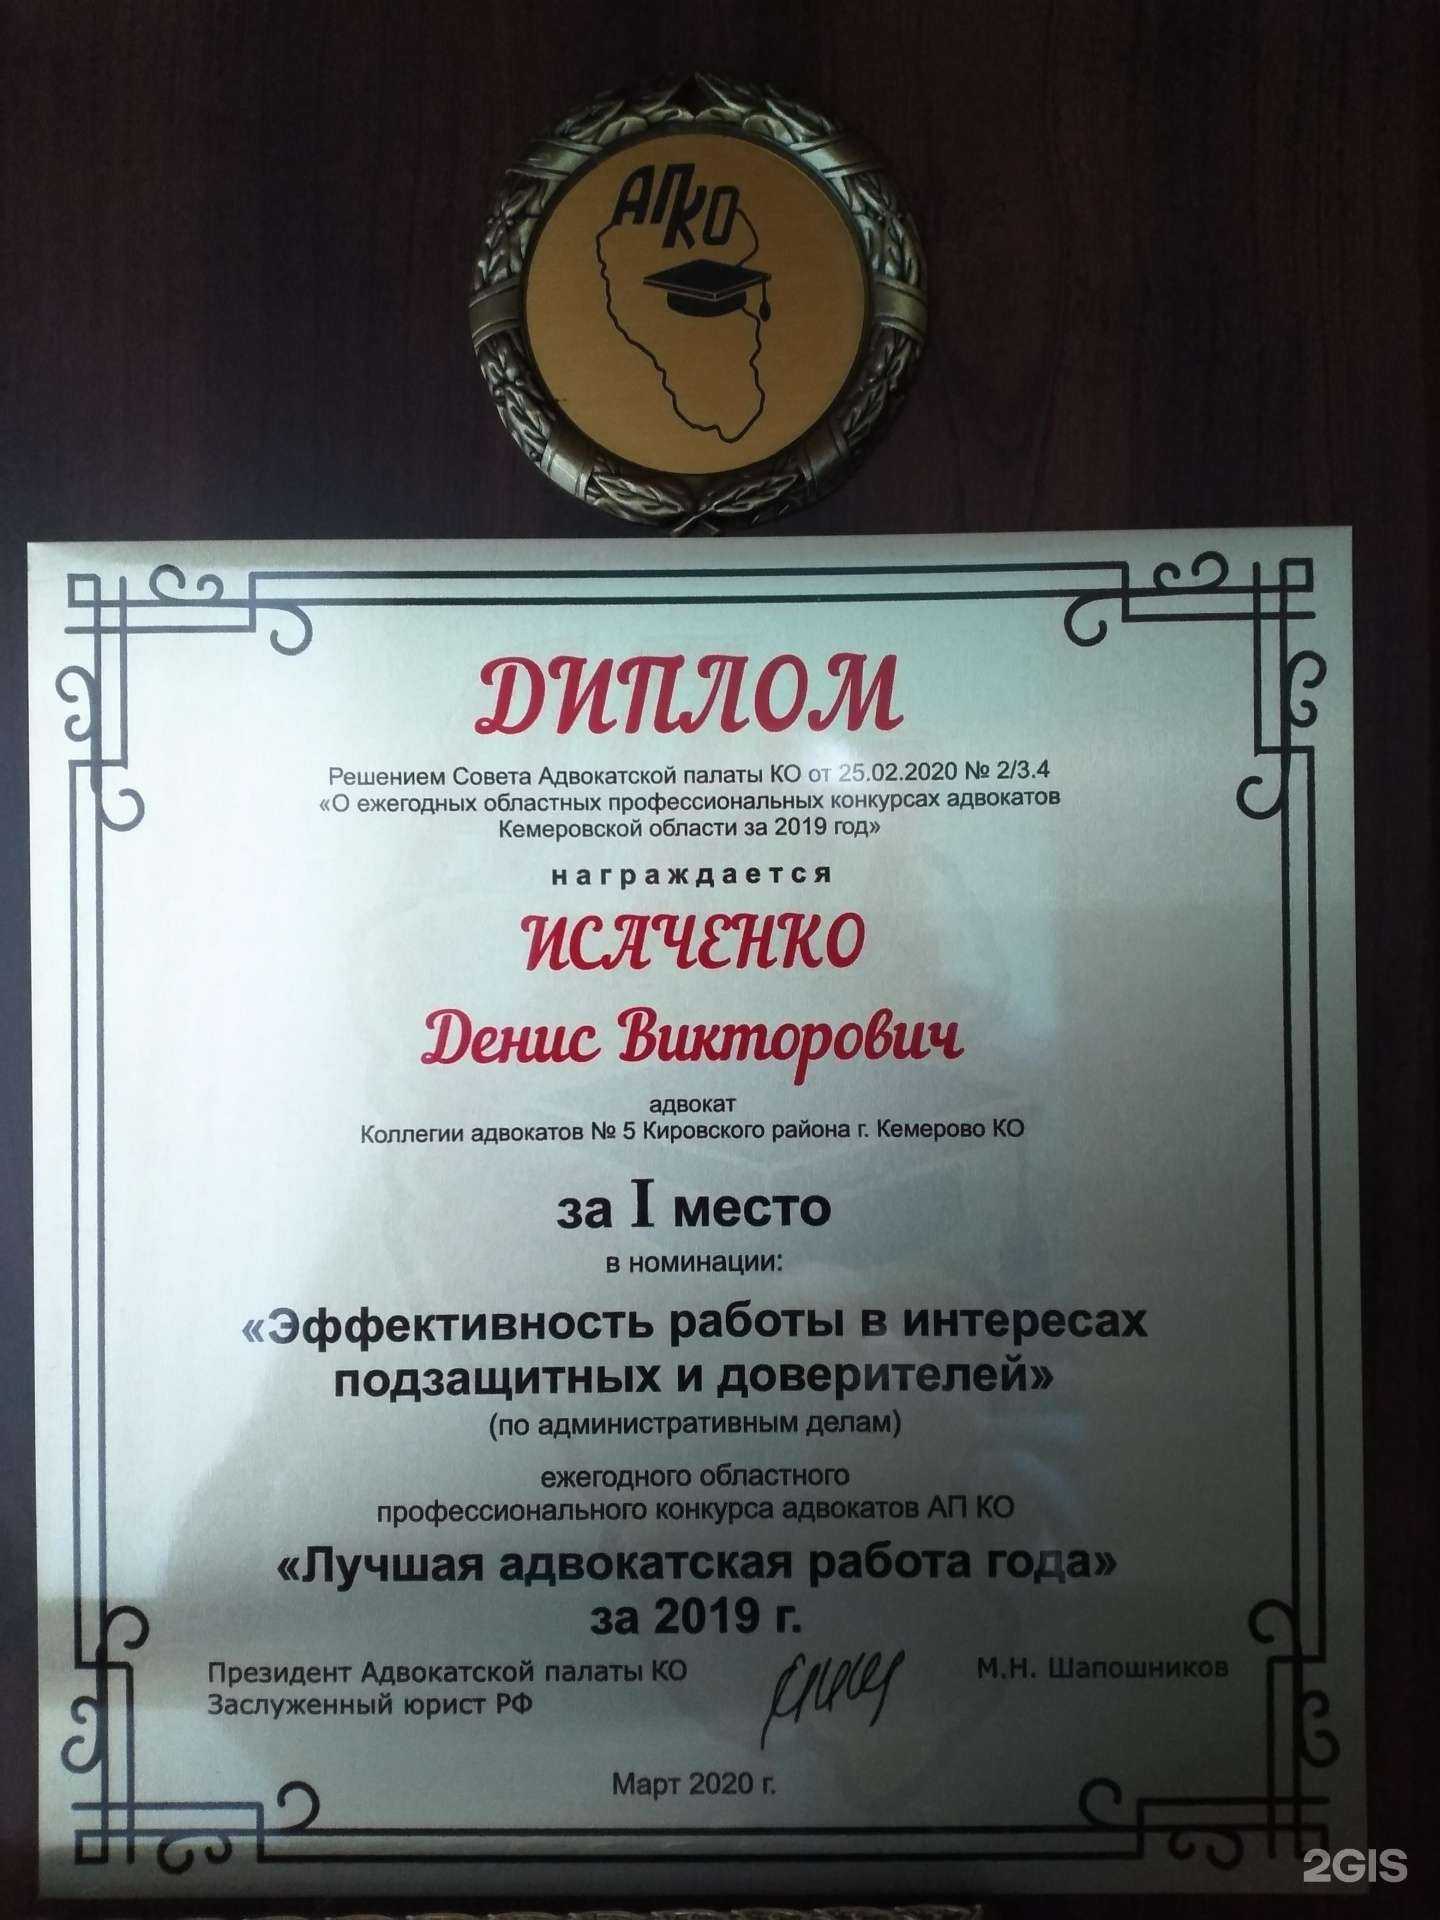 АПКО
ДИПЛОМ
Решением Совета Адвокатской палаты КО от 25.02.2020 № 2/3.4
«О ежегодных областных профессиональных конкурсах адвокатов
Кемеровской области за 2019 год»
награждается
ИСАЧЕНКО
Денис Викторович
адвокат
Коллегии адвокатов № 5 Кировского района г. Кемерово КО
за I место
в номинации:
«Эффективность работы в интересах
подзащитных и доверителей»
(по административным делам)
ежегодного областного
профессионального конкурса адвокатов АП КО
«Лучшая адвокатская работа года»
за 2019 г.
Президент Адвокатской палаты КО М.Н. Шапошников
Заслуженный юрист РФ
Март 2020 г.
2GIS